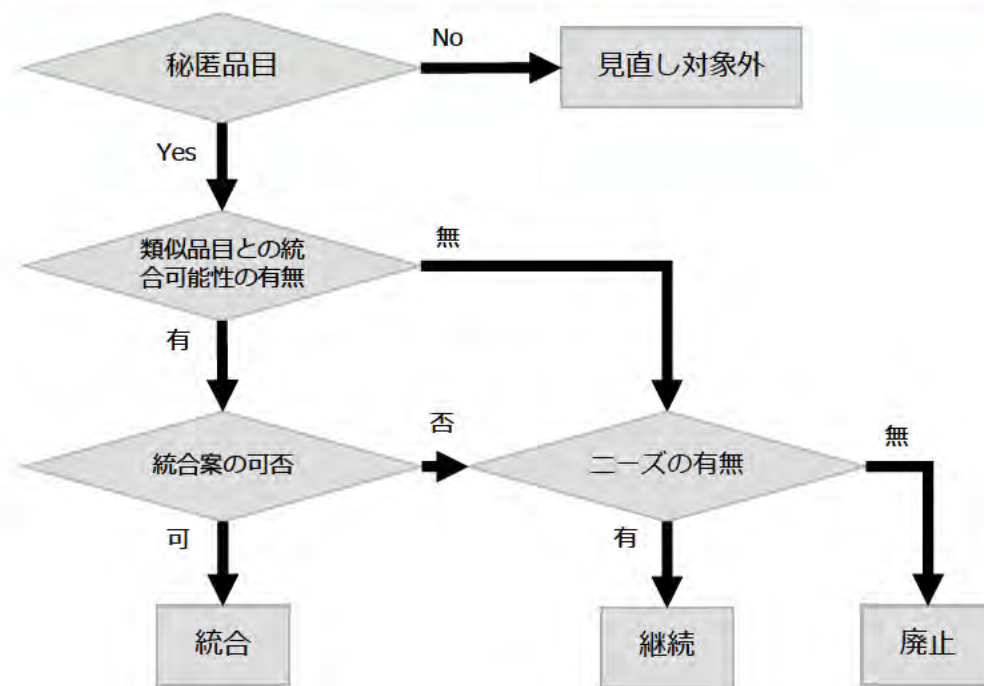 秘匿品目
No
見直し対象外
Yes
類似品目との統
合可能性の有無
無
有
統合案の可否
否
ニーズの有無
無
可
有
統合
継続
廃止